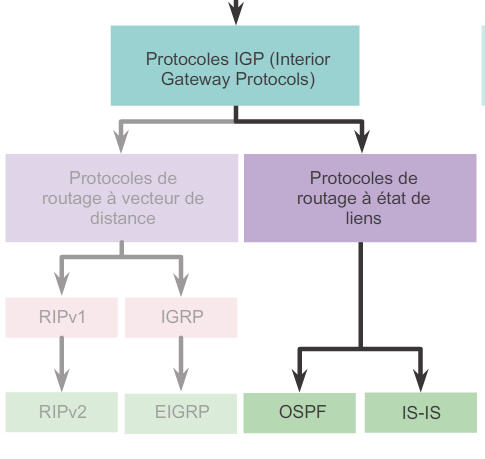 Protocoles IGP (Interior
Gateway Protocols)
Protocoles de
routage à vecteur de
distance
Protocoles de
routage à état de
liens
RIPv1
IGRP
RIPv2
EIGRP
OSPF
IS-IS